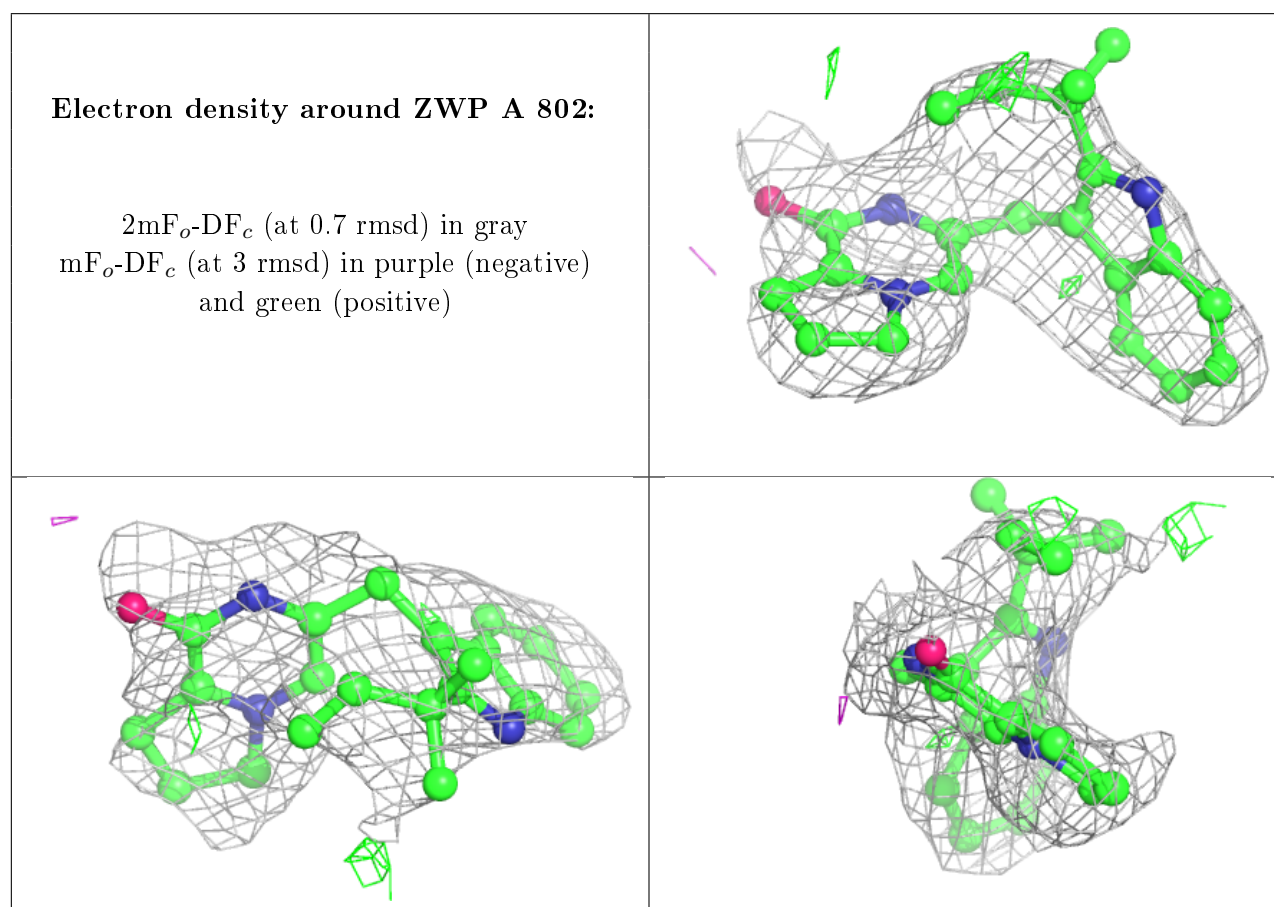 Electron density around ZWP A 802:
2mFo-DFc (at 0.7 rmsd) in gray
mFo-DFc (at 3 rmsd) in purple (negative)
and green (positive)